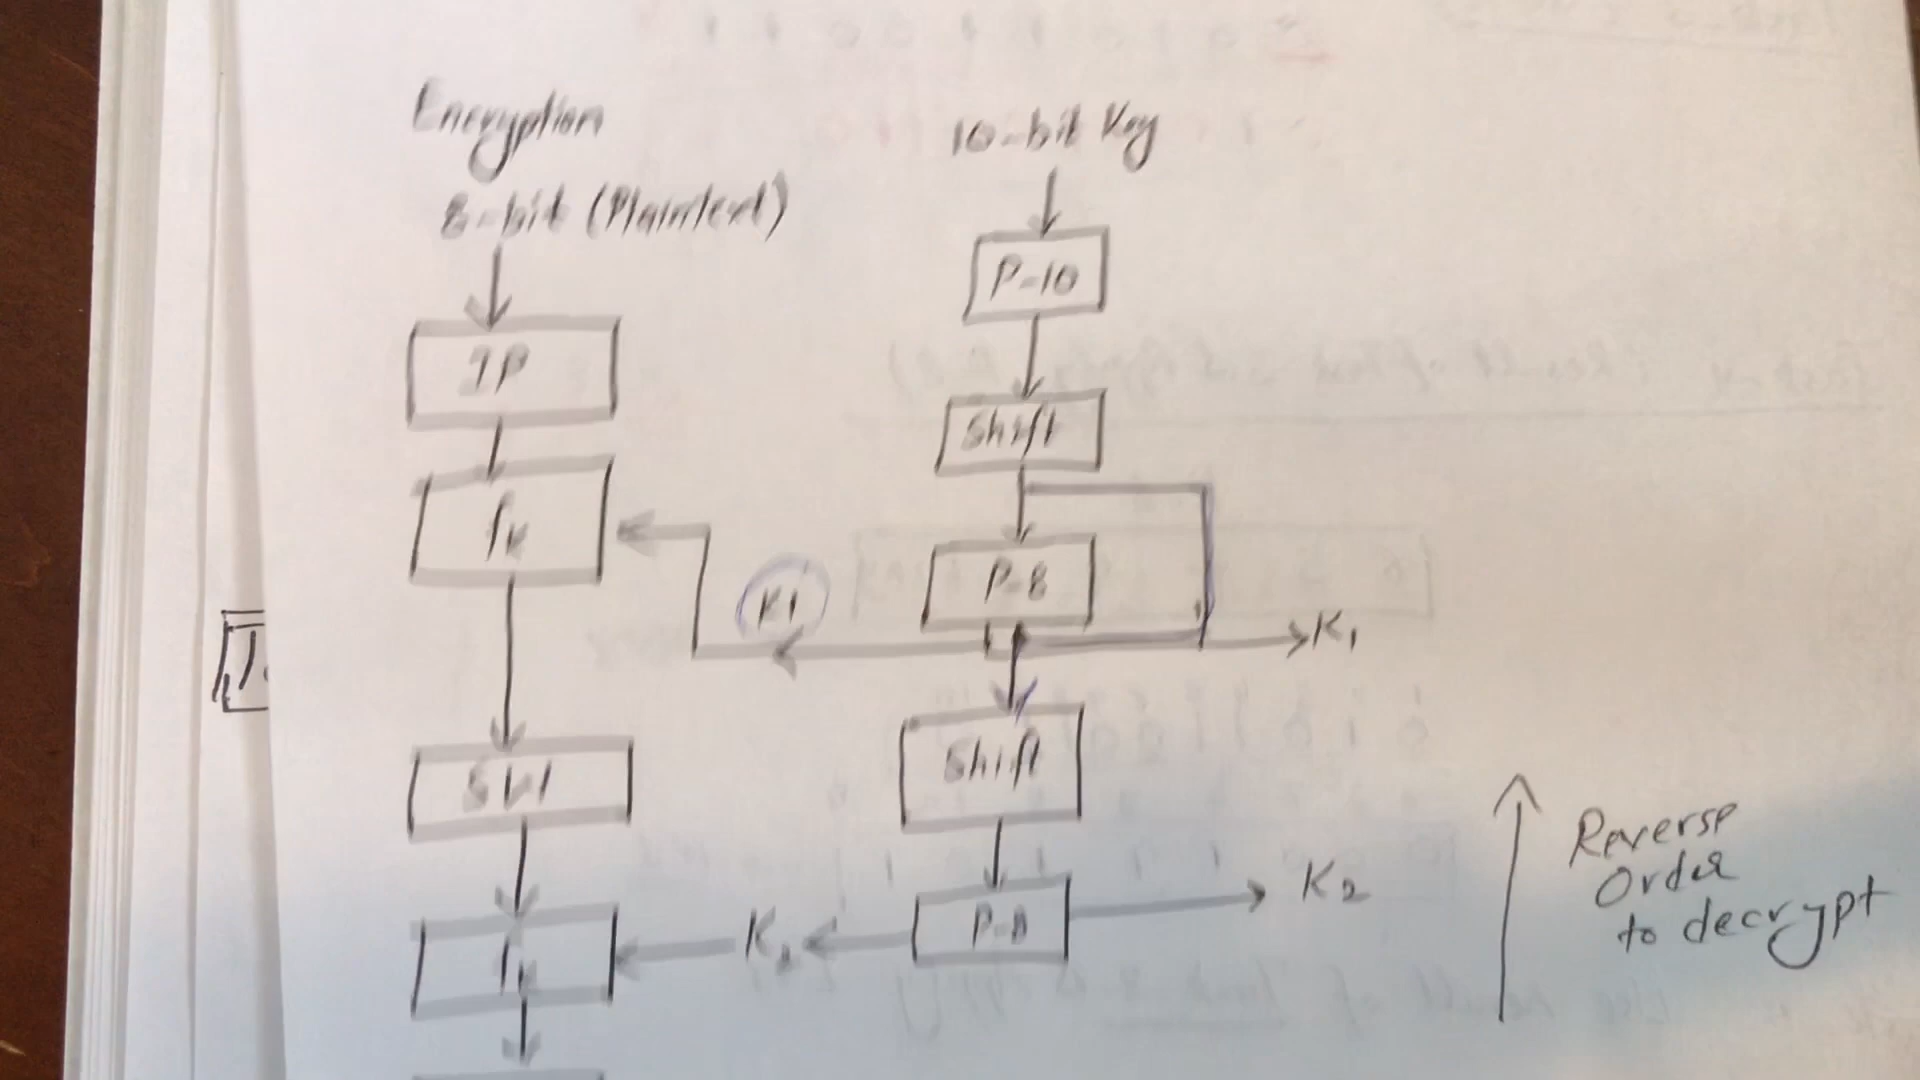 Encryption
8-bit (Plaintext)
IP
fk
SW
fk
10-bit Key
P-10
Shift
P-8
K1
K1
Shift
P-8
K2
K2
Reverse
Order
to decrypt